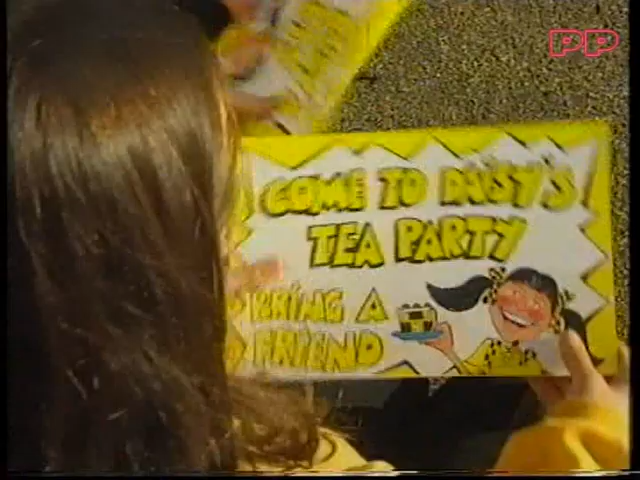 PP
COME TO DAISY'S
TEA PARTY
BRING A
FRIEND